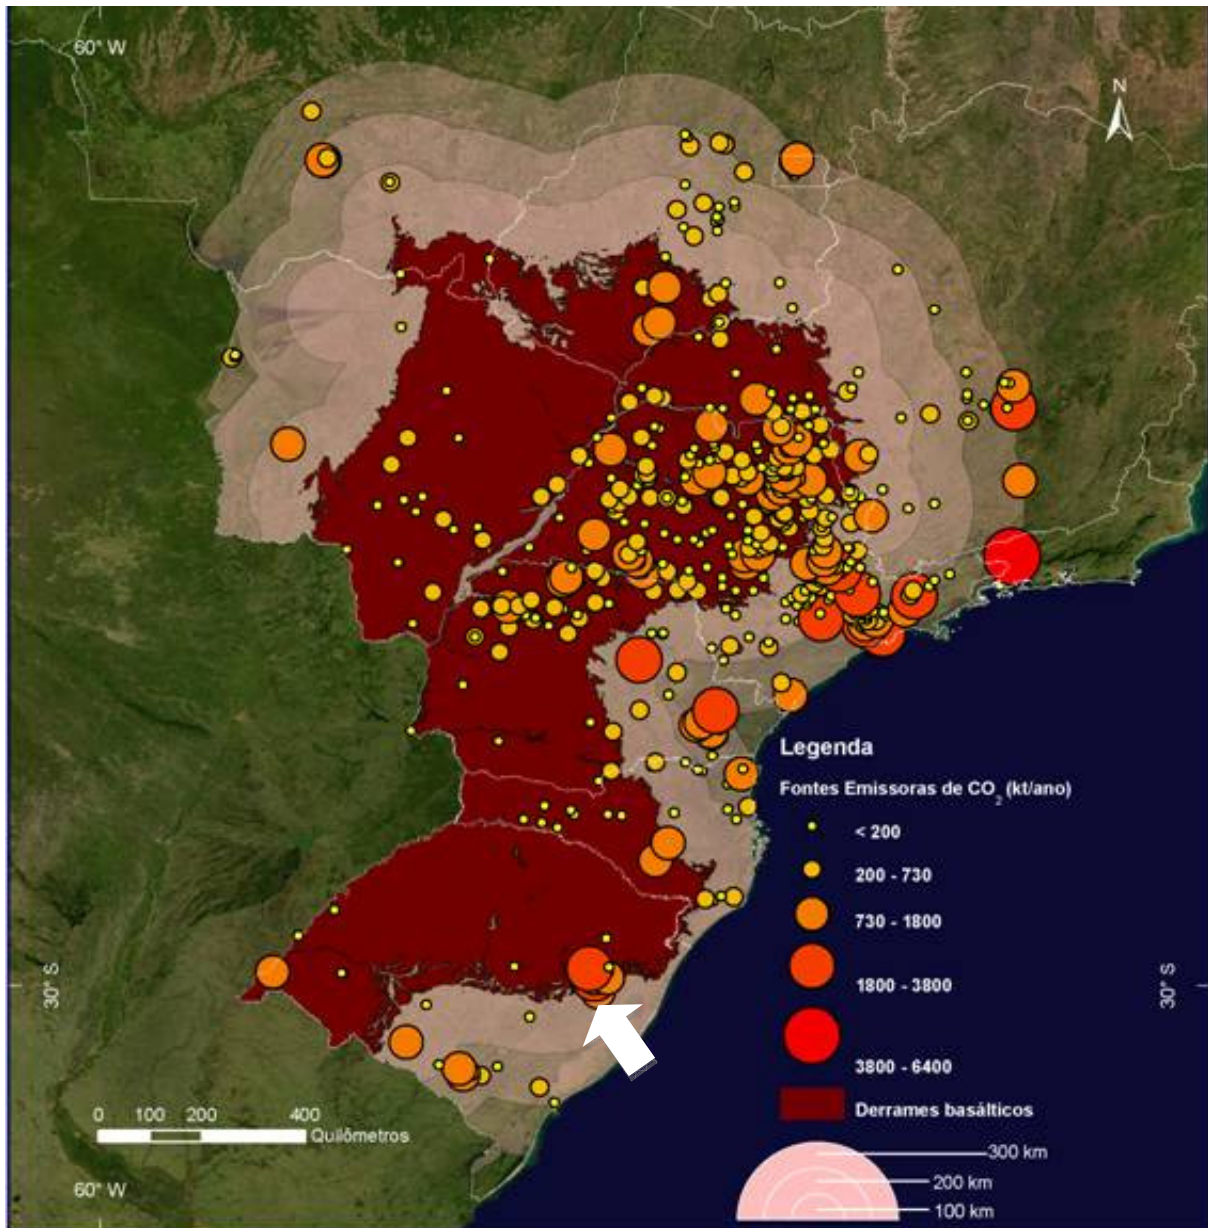 60° W
N
Legenda
Fontes Emissoras de CO₂ (kt/ano)
< 200
200 - 730
730 - 1800
30° S
30° S
1800 - 3800
3800 - 6400
0 100 200 400
Quilômetros
Derrames basálticos
300 km
200 km
100 km
60° W